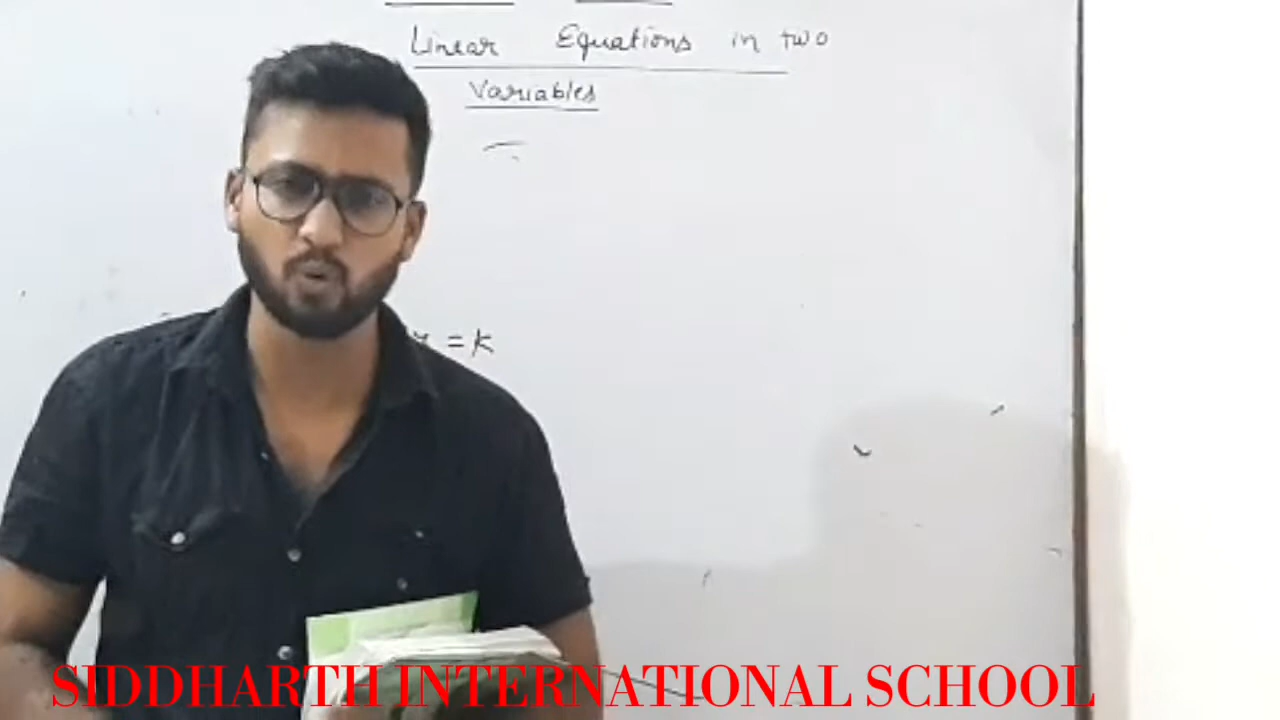 Linear Equations in two
Variables
= k
SIDDHARTH INTERNATIONAL SCHOOL